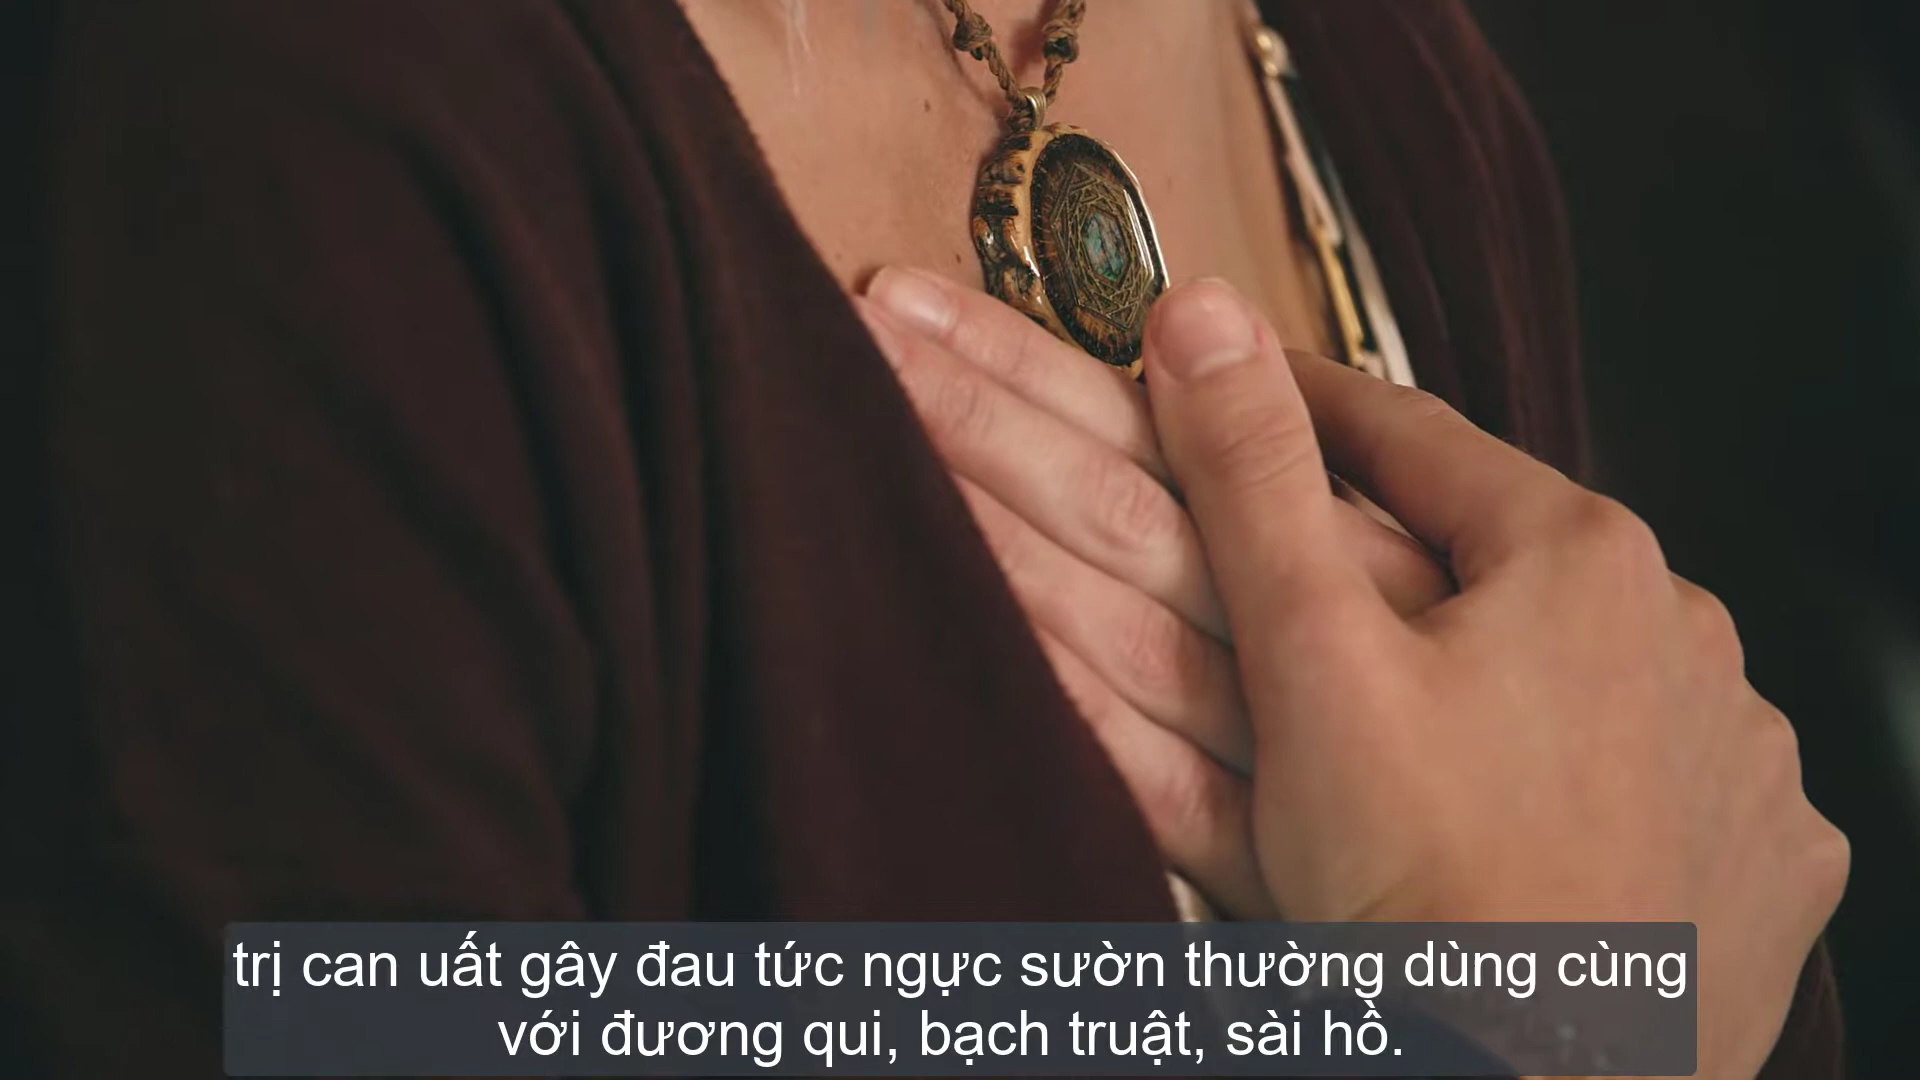 trị can uất gây đau tức ngực sườn thường dùng cùng
với đương qui, bạch truật, sài hồ.